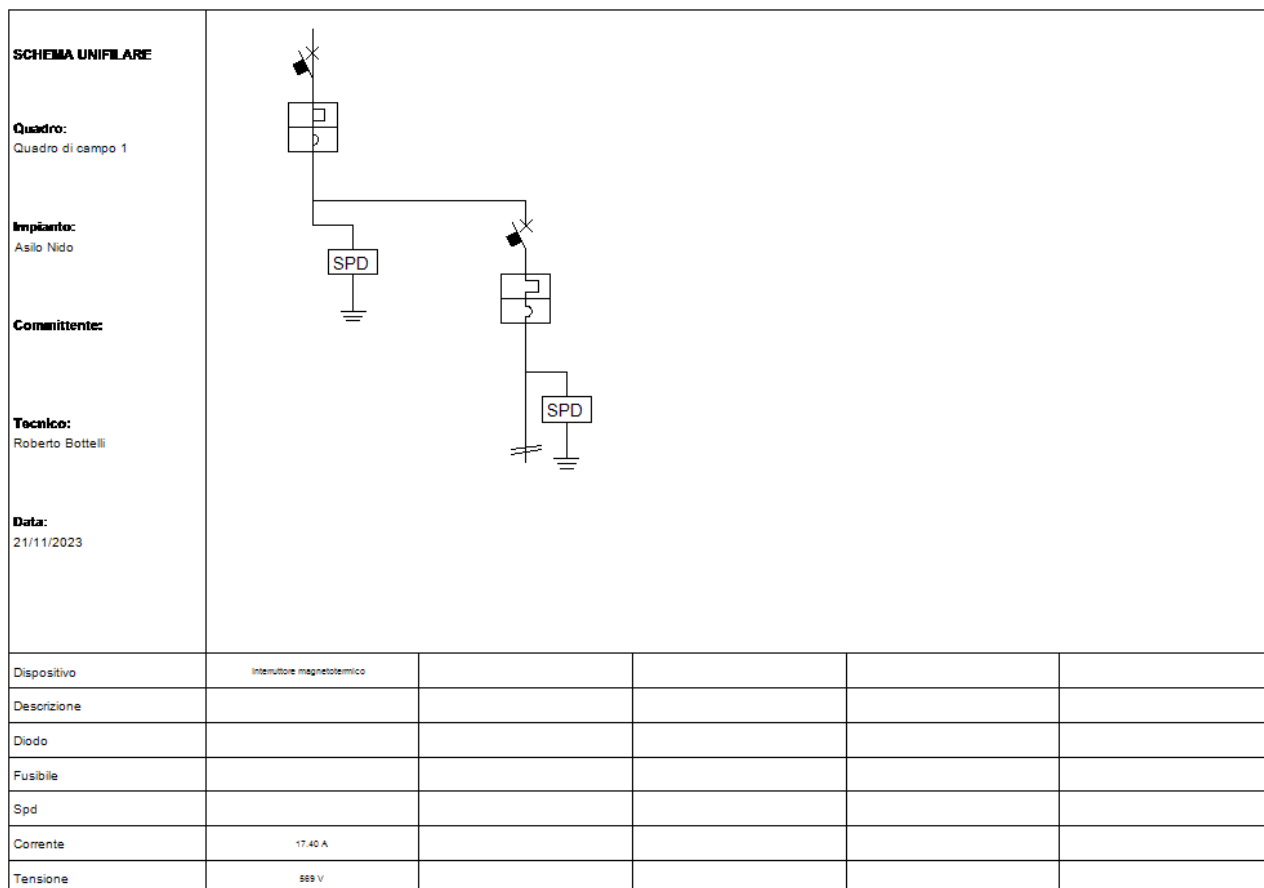 SCHEMA UNIFILARE
Quadro:
Quadro di campo 1
Impianto:
Asilo Nido
Committente:
Tecnico:
Roberto Bottelli
Data:
21/11/2023
SPD
SPD
Dispositivo Interruttore magnetotermico
Descrizione
Diodo
Fusibile
Spd
Corrente 17.40 A
Tensione 569 V